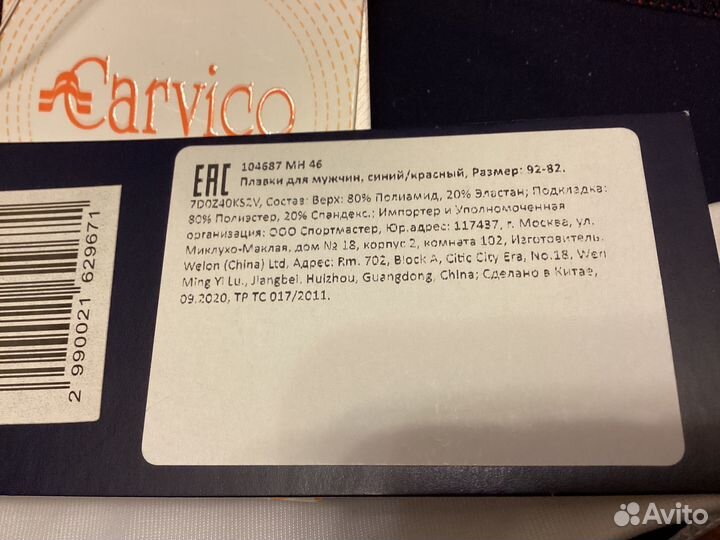 Carvico
EAC
104687 MH 46
Плавки для мужчин, синий/красный, Размер: 92-82.
7D0Z40KSZV, Состав: Верх: 80% Полиамид, 20% Эластан; Подкладка:
80% Полиэстер, 20% Спандекс.; Импортер и Уполномоченная
организация: ООО Спортмастер, Юр.адрес: 117437, г. Москва, ул.
Миклухо-Маклая, дом № 18, корпус 2, комната 102, Изготовитель.
Welon (China) Ltd, Адрес: Rm. 702, Block A, Citic City Era, No.18, Wen
Ming Yi Lu., Jiangbei, Huizhou, Guangdong, China; Сделано в Китае,
09.2020, ТР ТС 017/2011.
2 990021 629671
Avito